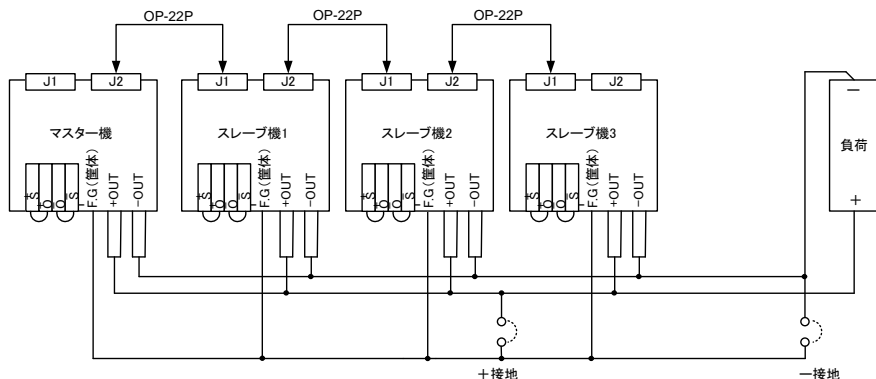 OP-22P OP-22P OP-22P
J1 J2 J1 J2 J1 J2 J1 J2
マスター機 スレーブ機1 スレーブ機2 スレーブ機3 負荷
− +
+S +O −O −S F.G(筐体) +OUT −OUT
+S +O −O −S F.G(筐体) +OUT −OUT
+S +O −O −S F.G(筐体) +OUT −OUT
+S +O −O −S F.G(筐体) +OUT −OUT
+接地 −接地